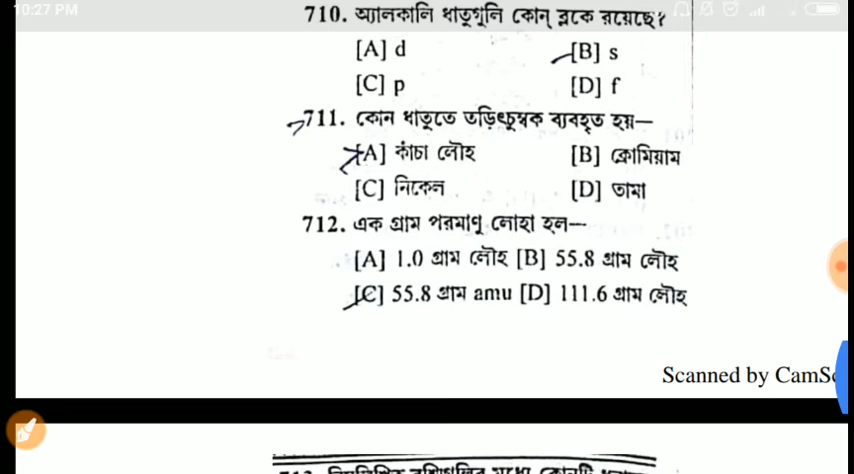 10:27 PM
710. অ্যালকালি ধাতুগুলি কোন্ ব্লকে রয়েছে?
[A] d [B] s
[C] p [D] f
711. কোন ধাতুতে তড়িৎচুম্বক ব্যবহৃত হয়—
[A] কাঁচা লৌহ [B] ক্রোমিয়াম
[C] নিকেল [D] তামা
712. এক গ্রাম পরমাণু লোহা হল—
[A] 1.0 গ্রাম লৌহ [B] 55.8 গ্রাম লৌহ
[C] 55.8 গ্রাম amu [D] 111.6 গ্রাম লৌহ
Scanned by CamSc